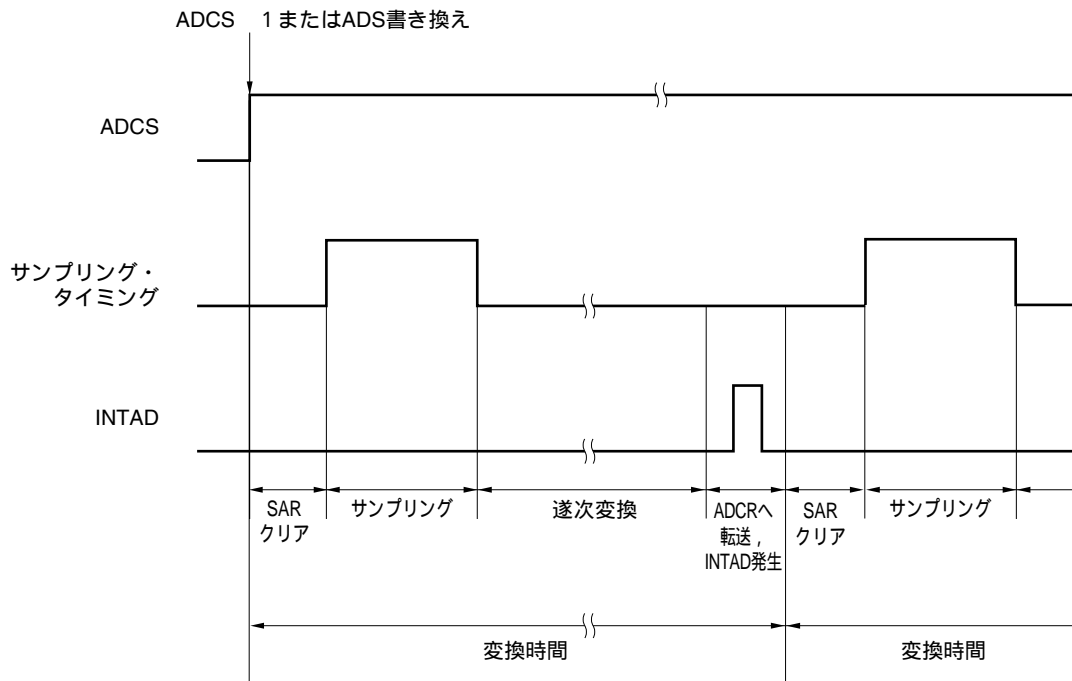 ADCS 1またはADS書き換え
ADCS
サンプリング・
タイミング
INTAD
SAR
クリア
サンプリング
遂次変換
ADCRへ
転送,
INTAD発生
SAR
クリア
サンプリング
変換時間
変換時間